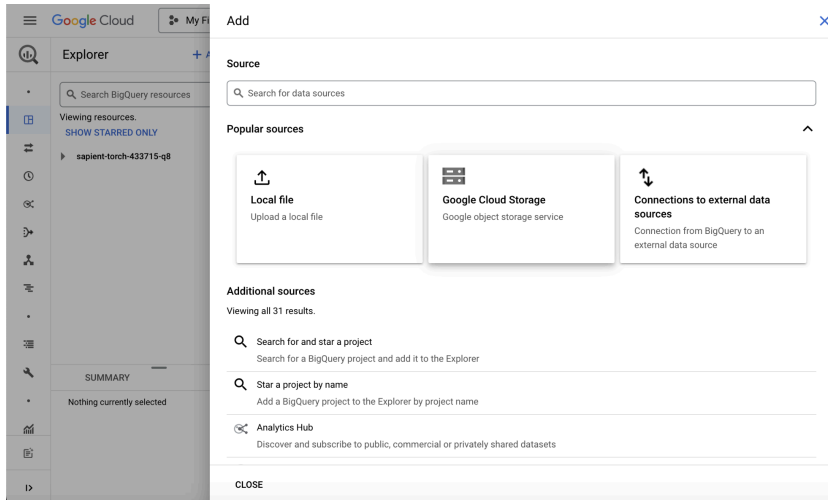 Google Cloud
My Fi
Add
Explorer
+ A
Source
Search BigQuery resources
Search for data sources
Viewing resources.
SHOW STARRED ONLY
Popular sources
sapient-torch-433715-q8
Local file
Upload a local file
Google Cloud Storage
Google object storage service
Connections to external data
sources
Connection from BigQuery to an
external data source
Additional sources
Viewing all 31 results.
Search for and star a project
Search for a BigQuery project and add it to the Explorer
SUMMARY
Star a project by name
Add a BigQuery project to the Explorer by project name
Nothing currently selected
Analytics Hub
Discover and subscribe to public, commercial or privately shared datasets
CLOSE